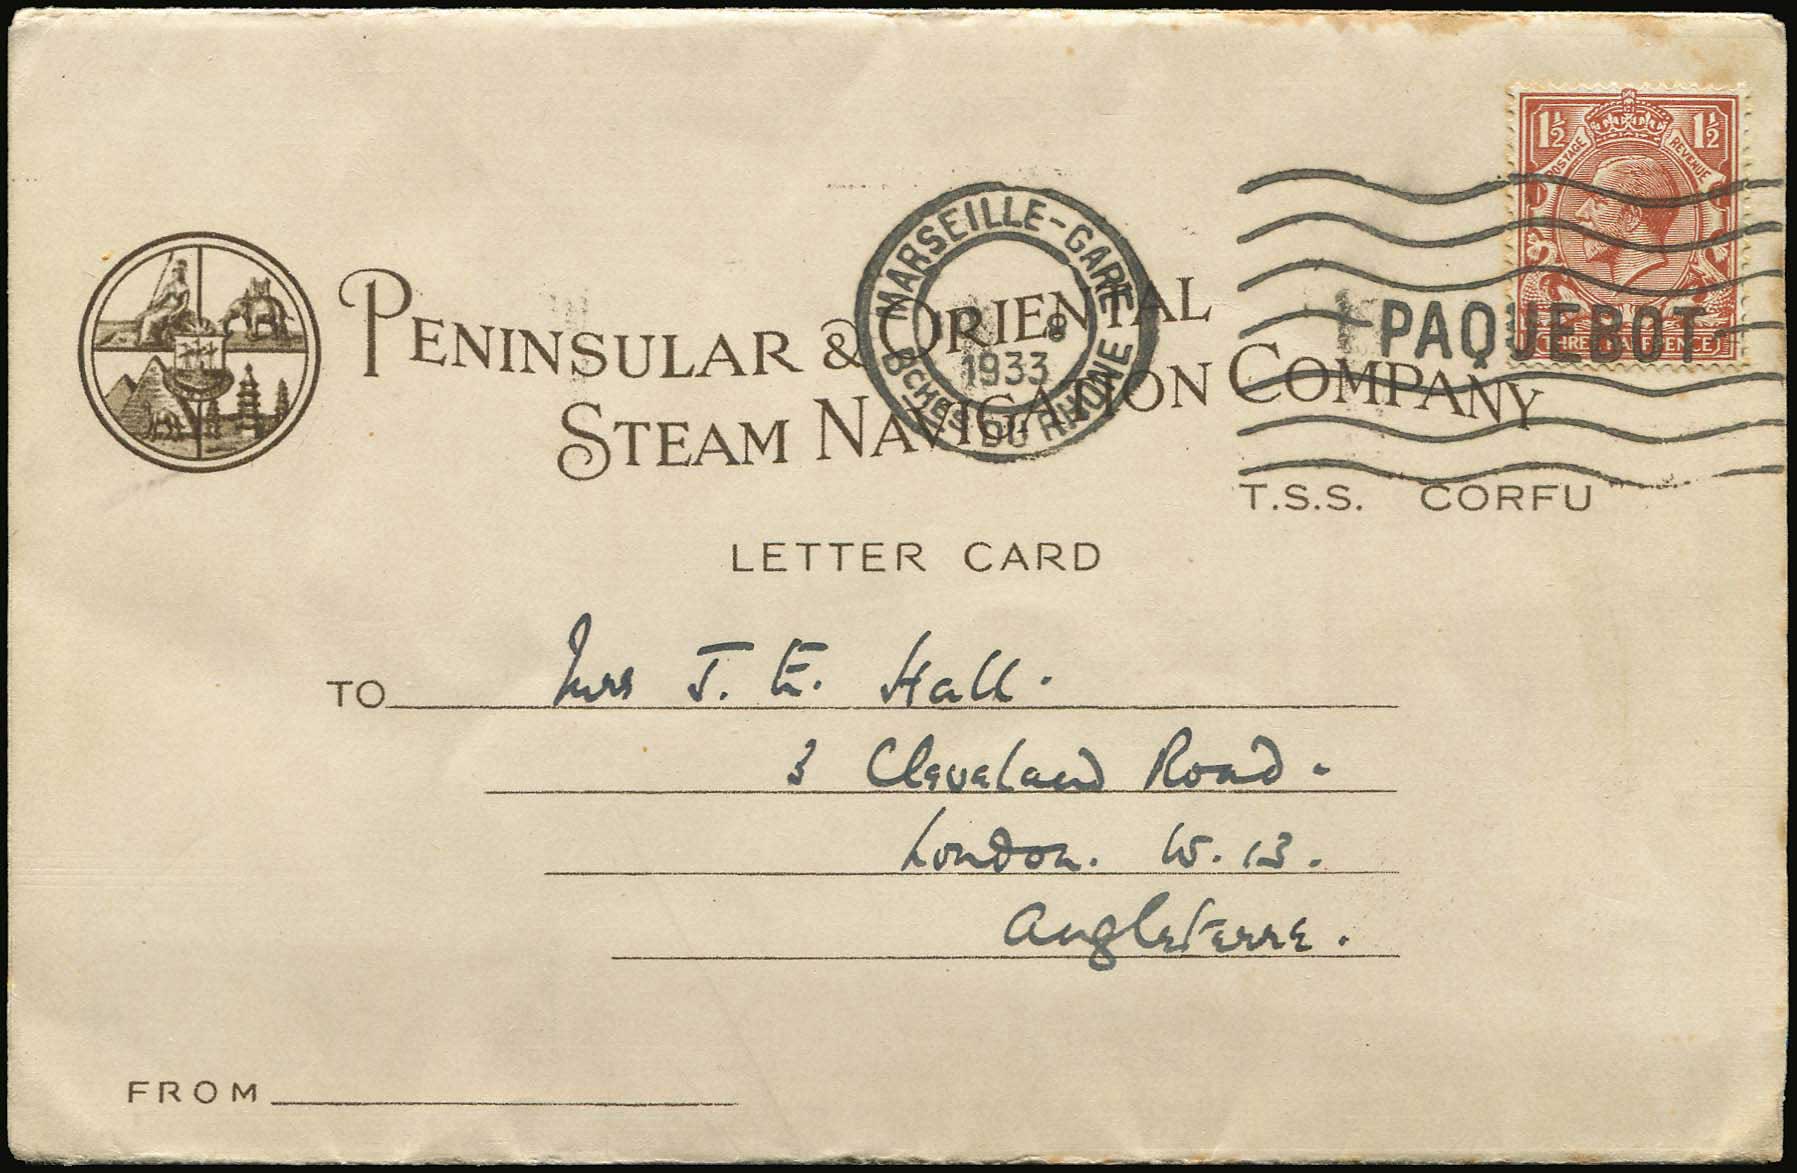 1½ 1½
POSTAGE REVENUE
THREE HALFPENCE
MARSEILLE-GARE
8
1933
BCHES DU RHONE
PAQUEBOT
PENINSULAR & ORIENTAL
STEAM NAVIGATION COMPANY
T.S.S. CORFU
LETTER CARD
TO Mrs J. E. Hall.
3 Cleveland Road.
London. W. 13.
Angleterre.
FROM